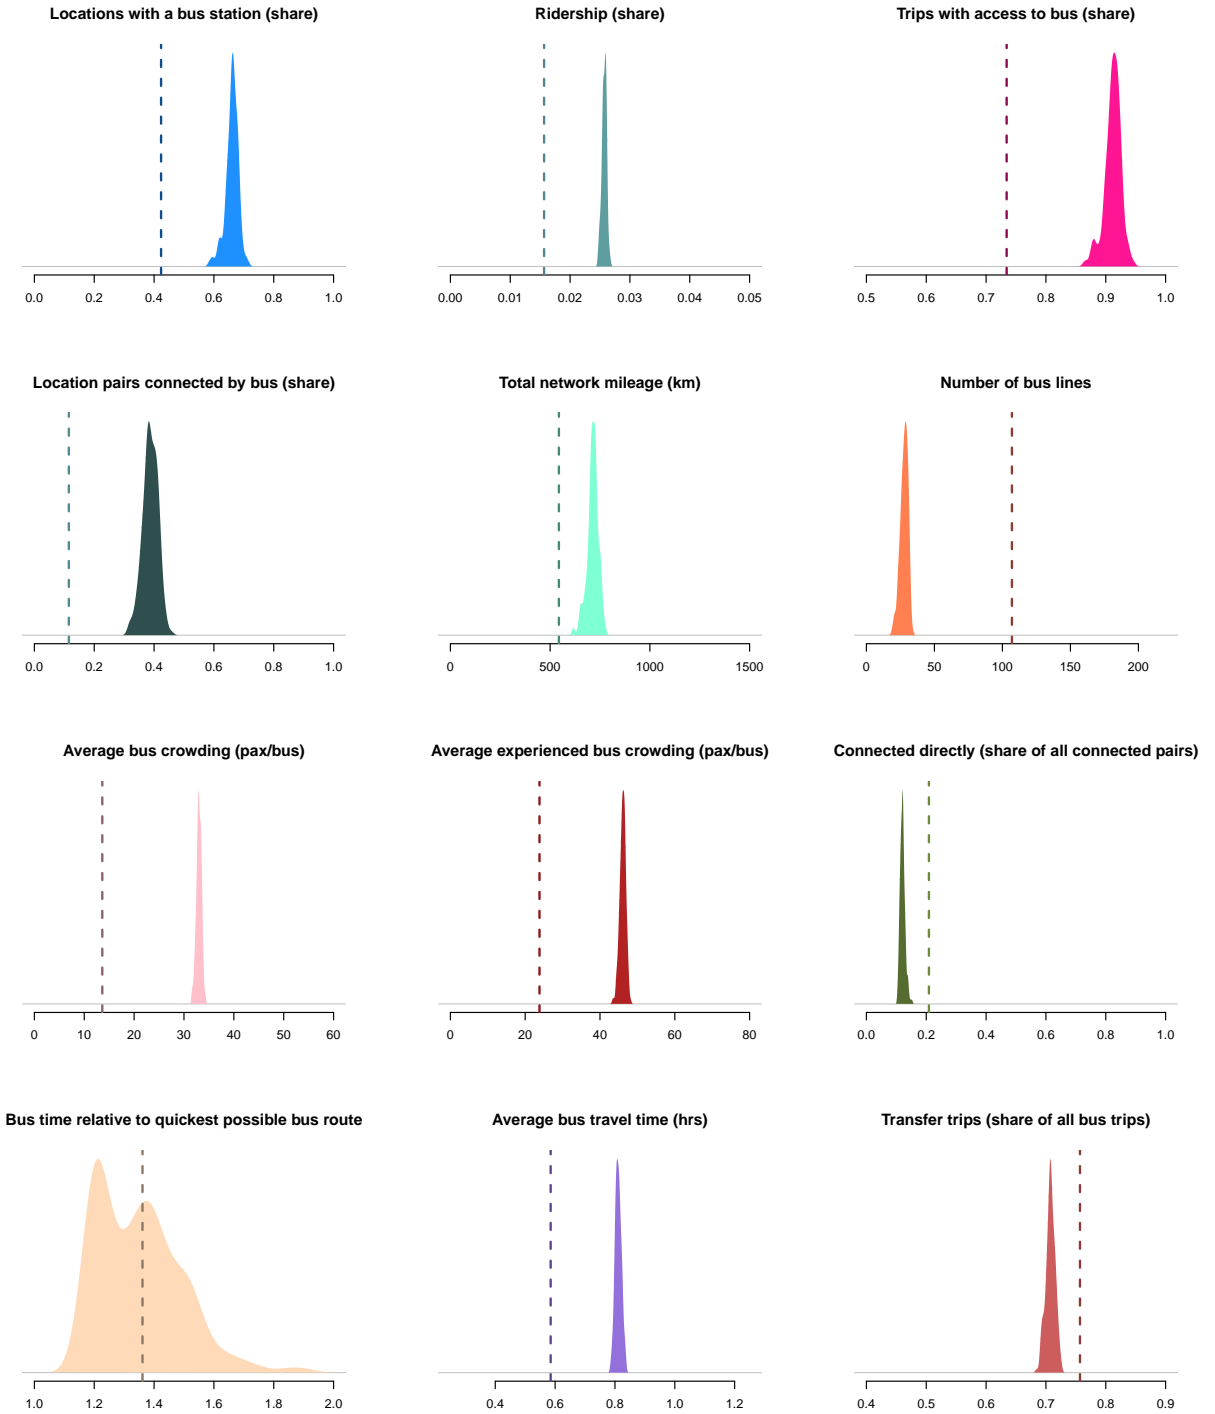 Locations with a bus station (share)
Ridership (share)
Trips with access to bus (share)
0.0 0.2 0.4 0.6 0.8 1.0
0.00 0.01 0.02 0.03 0.04 0.05
0.5 0.6 0.7 0.8 0.9 1.0
Location pairs connected by bus (share)
Total network mileage (km)
Number of bus lines
0.0 0.2 0.4 0.6 0.8 1.0
0 500 1000 1500
0 50 100 150 200
Average bus crowding (pax/bus)
Average experienced bus crowding (pax/bus)
Connected directly (share of all connected pairs)
0 10 20 30 40 50 60
0 20 40 60 80
0.0 0.2 0.4 0.6 0.8 1.0
Bus time relative to quickest possible bus route
Average bus travel time (hrs)
Transfer trips (share of all bus trips)
1.0 1.2 1.4 1.6 1.8 2.0
0.4 0.6 0.8 1.0 1.2
0.4 0.5 0.6 0.7 0.8 0.9